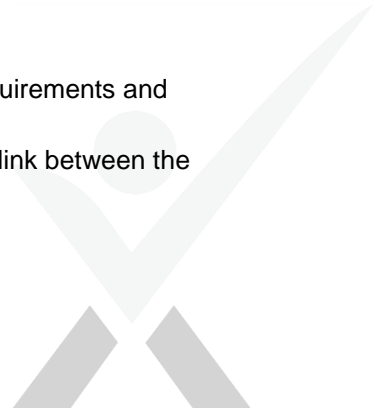 uirements and
link between the